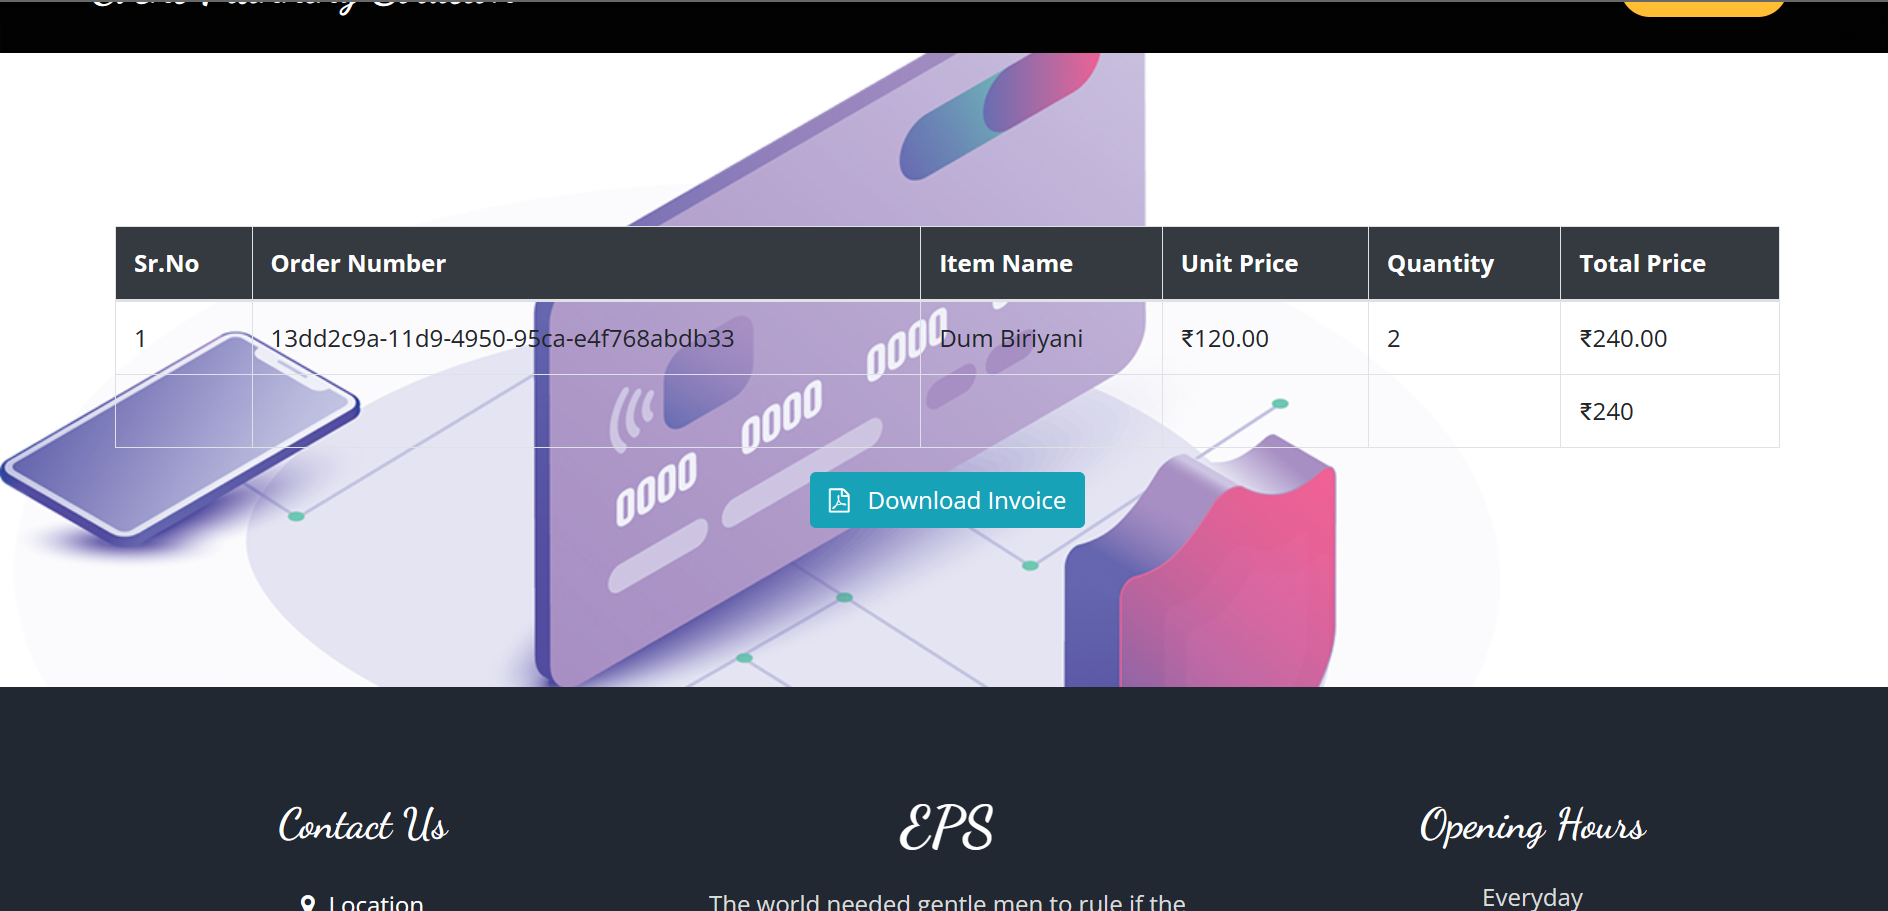 Sr.No Order Number Item Name Unit Price Quantity Total Price
1 13dd2c9a-11d9-4950-95ca-e4f768abdb33 Dum Biriyani ₹120.00 2 ₹240.00
₹240
0000 0000 0000
Download Invoice
Contact Us
EPS
Opening Hours
Location
The world needed gentle men to rule if the
Everyday